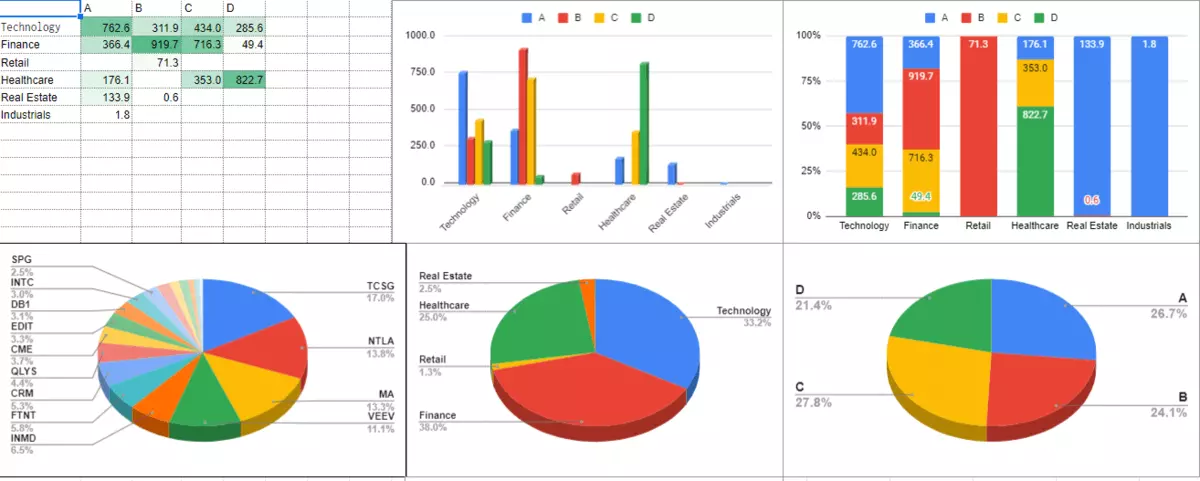 A B C D
Technology 762.6 311.9 434.0 285.6
Finance 366.4 919.7 716.3 49.4
Retail 71.3
Healthcare 176.1 353.0 822.7
Real Estate 133.9 0.6
Industrials 1.8
A B C D
1000.0
750.0
500.0
250.0
0.0
Technology Finance Retail Healthcare Real Estate Industrials
A B C D
100%
75%
50%
25%
0%
762.6 366.4 71.3 176.1 133.9 1.8
353.0
919.7
822.7
311.9
434.0 716.3
285.6 49.4 0.6
Technology Finance Retail Healthcare Real Estate Industrials
SPG
2.5%
INTC
3.0%
DB1
3.1%
EDIT
3.3%
CME
3.7%
QLYS
4.4%
CRM
5.3%
FTNT
5.8%
INMD
6.5%
TCSG
17.0%
NTLA
13.8%
MA
13.3%
VEEV
11.1%
Real Estate
2.5%
Healthcare
25.0%
Retail
1.3%
Finance
38.0%
Technology
33.2%
D
21.4%
C
27.8%
A
26.7%
B
24.1%